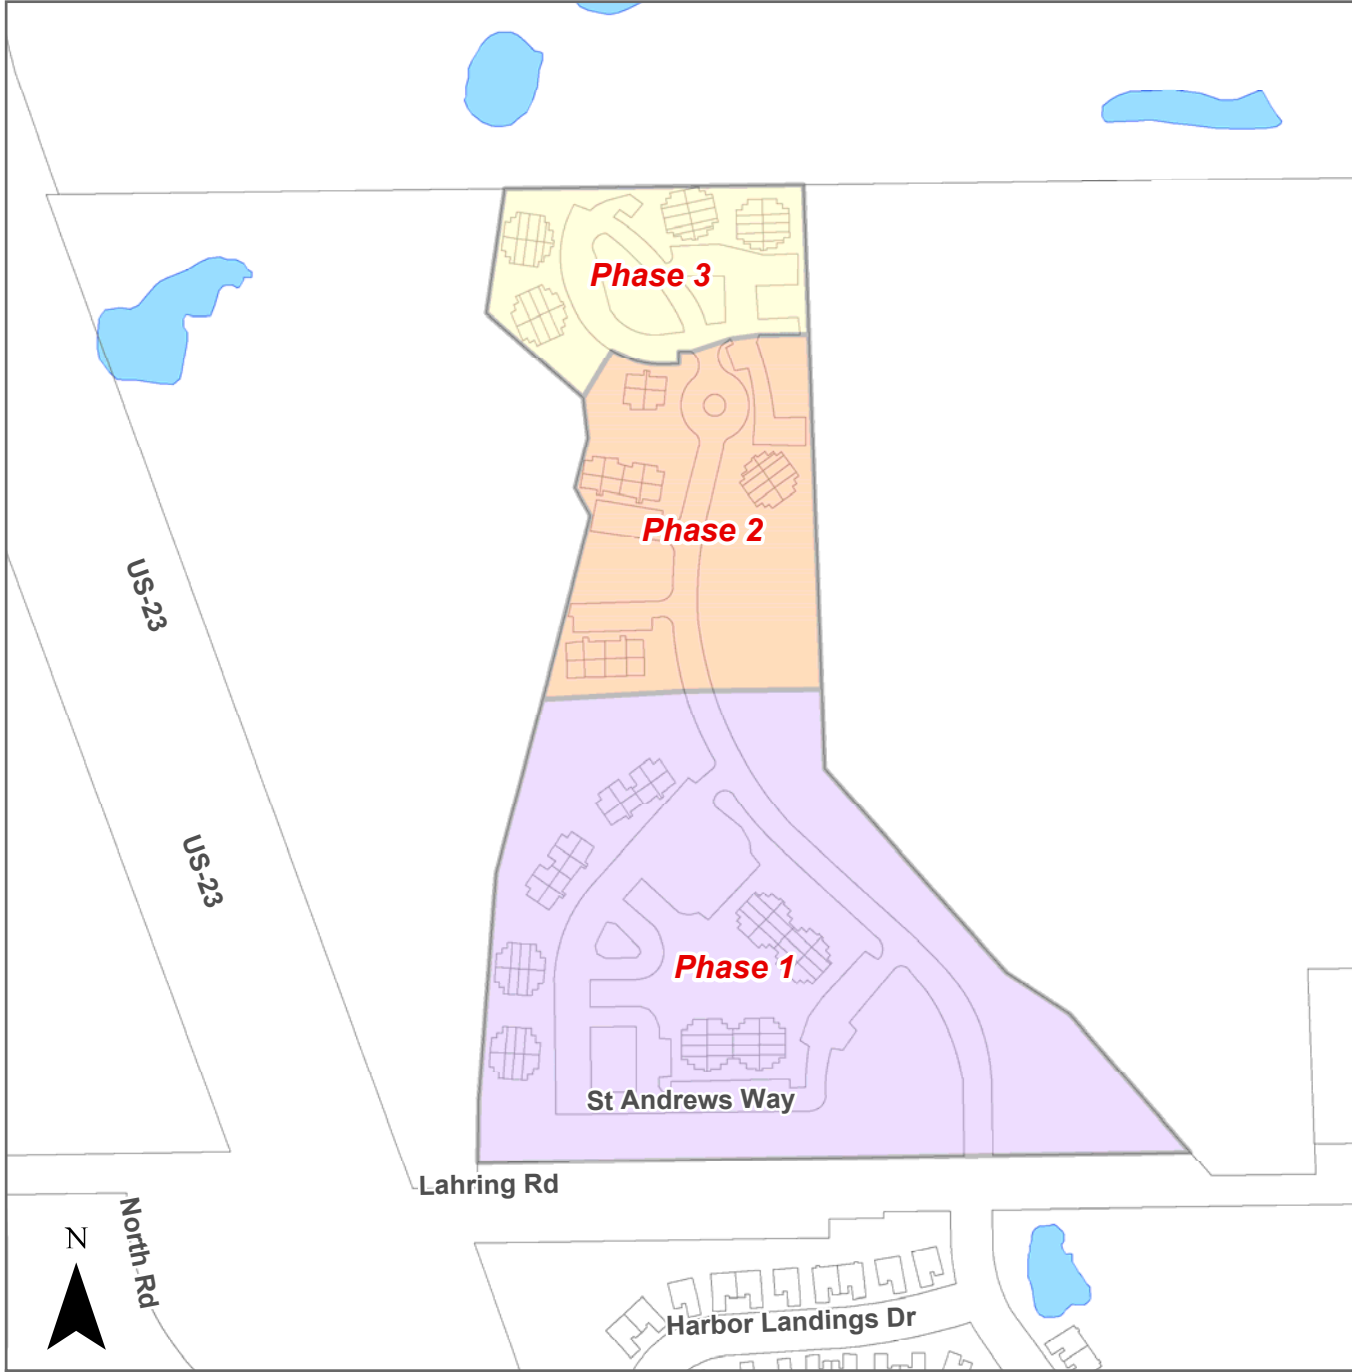 Phase 3
Phase 2
US-23
US-23
Phase 1
St Andrews Way
Lahring Rd
North Rd
N
Harbor Landings Dr